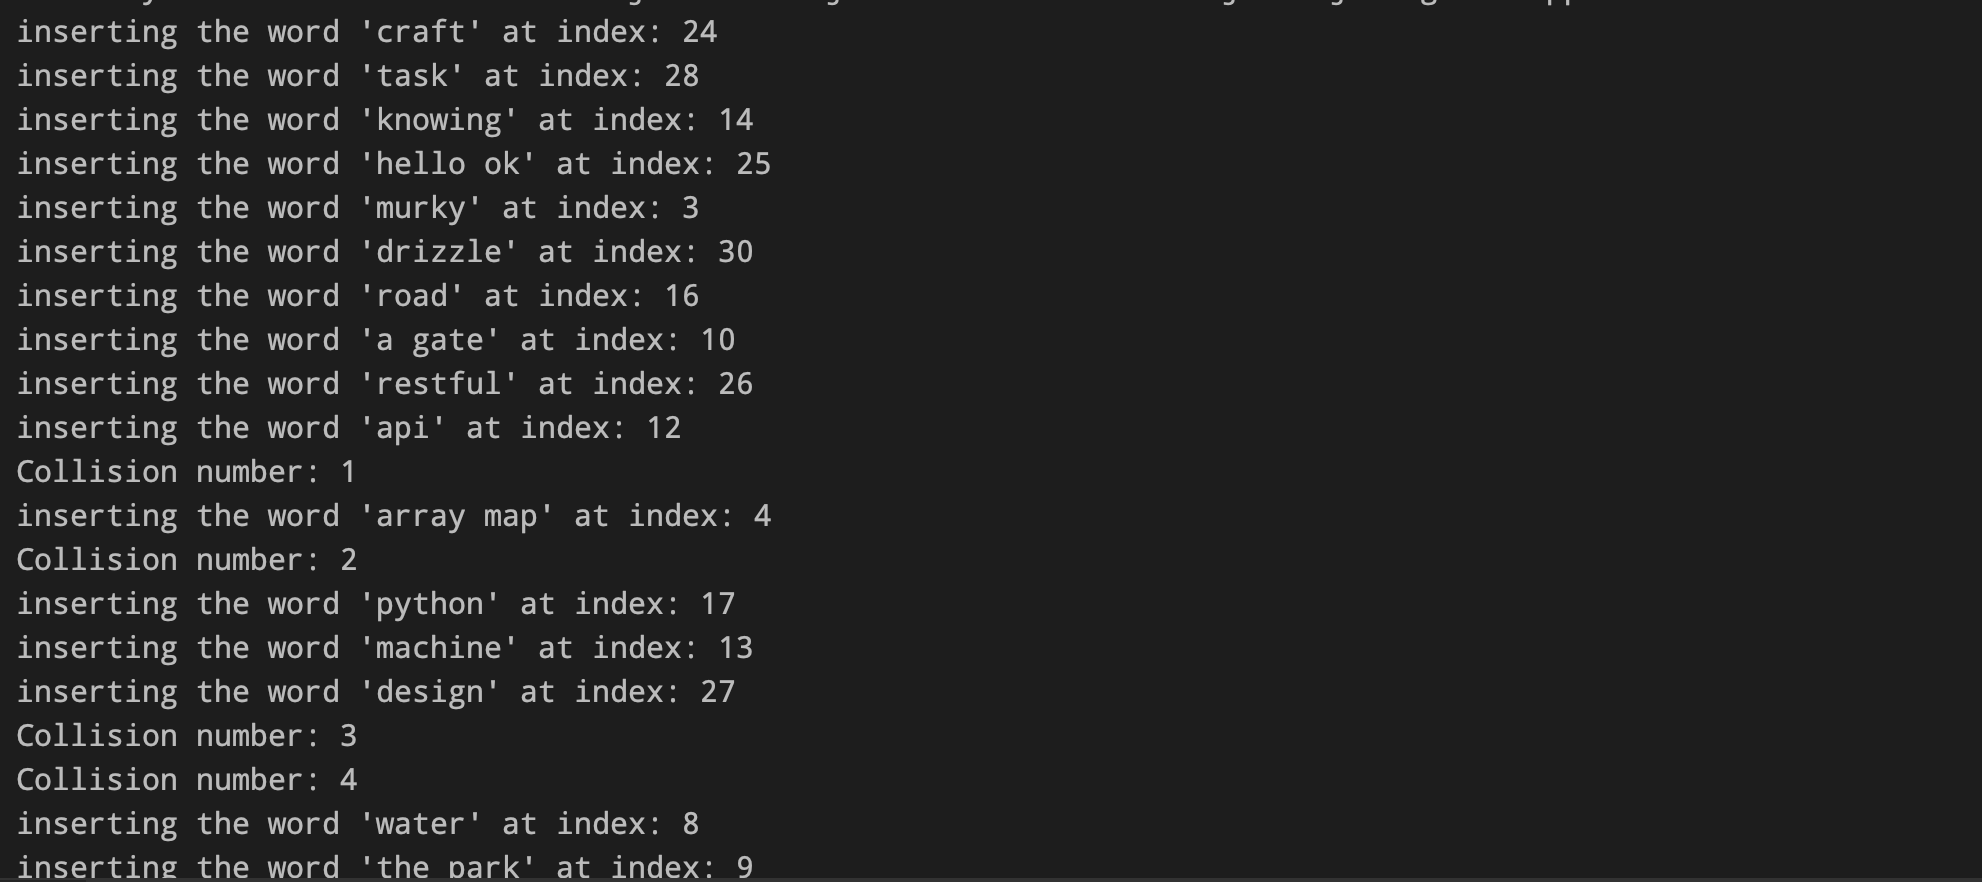 inserting the word 'craft' at index: 24
inserting the word 'task' at index: 28
inserting the word 'knowing' at index: 14
inserting the word 'hello ok' at index: 25
inserting the word 'murky' at index: 3
inserting the word 'drizzle' at index: 30
inserting the word 'road' at index: 16
inserting the word 'a gate' at index: 10
inserting the word 'restful' at index: 26
inserting the word 'api' at index: 12
Collision number: 1
inserting the word 'array map' at index: 4
Collision number: 2
inserting the word 'python' at index: 17
inserting the word 'machine' at index: 13
inserting the word 'design' at index: 27
Collision number: 3
Collision number: 4
inserting the word 'water' at index: 8
inserting the word 'the park' at index: 9